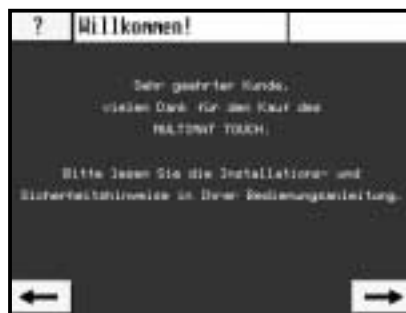 ? Willkommen!
Sehr geehrter Kunde,
vielen Dank für den Kauf des
MULTIMAT TOUCH.
Bitte lesen Sie die Installations- und
Sicherheitshinweise in Ihrer Bedienungsanleitung.